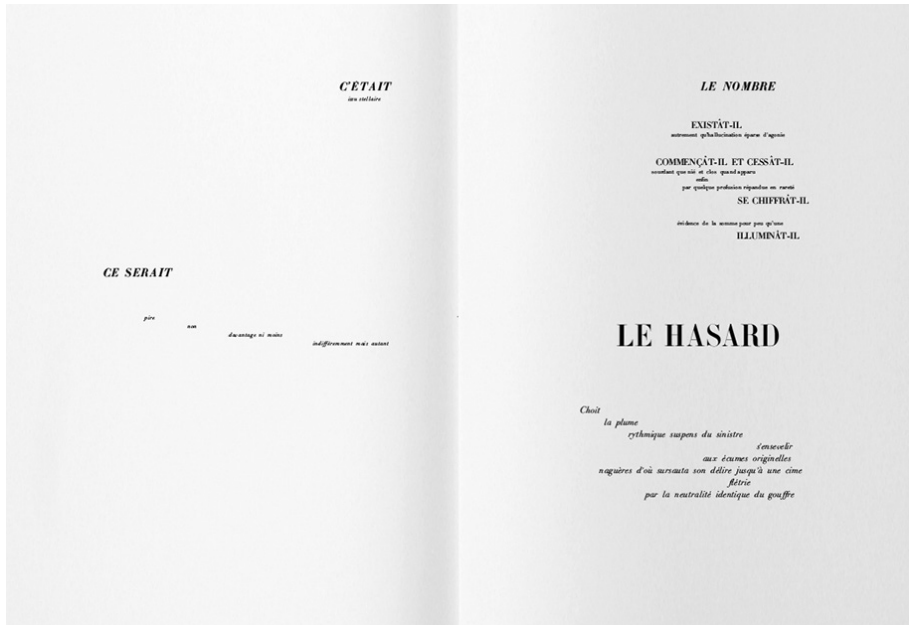 C'ÉTAIT
issu stellaire
CE SERAIT
pire
non
davantage ni moins
indifféremment mais autant
LE NOMBRE
EXISTÂT-IL
autrement qu'hallucination éparse d'agonie
COMMENÇÂT-IL ET CESSÂT-IL
sourdant que nié et clos quand apparu
enfin
par quelque profusion répandue en rareté
SE CHIFFRÂT-IL
évidence de la somme pour peu qu'une
ILLUMINÂT-IL
LE HASARD
Choit
la plume
rythmique suspens du sinistre
s'ensevelir
aux écumes originelles
naguères d'où sursauta son délire jusqu'à une cime
flétrie
par la neutralité identique du gouffre